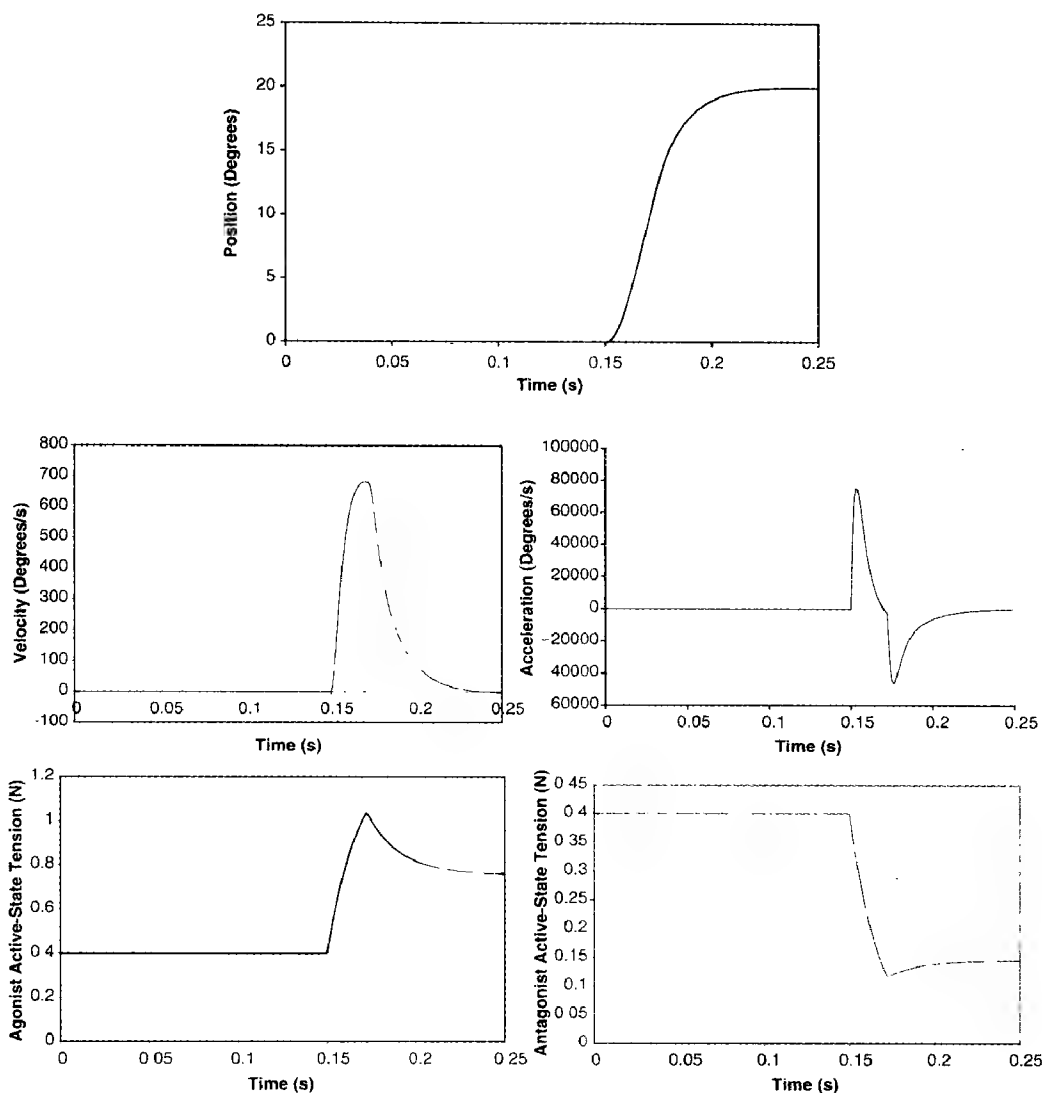 25
20
15
10
5
0
Position (Degrees)
0 0.05 0.1 0.15 0.2 0.25
Time (s)
800
700
600
500
400
300
200
100
0
-100
Velocity (Degrees/s)
0 0.05 0.1 0.15 0.2 0.25
Time (s)
100000
80000
60000
40000
20000
0
-20000
40000
60000
Acceleration (Degrees/s)
0 0.05 0.1 0.15 0.2 0.25
Time (s)
1.2
1
0.8
0.6
0 4
0.2
0
Agonist Active-State Tension (N)
0 0 05 0.1 0.15 0.2 0.25
Time (s)
0 45
0 4
0 35
0.3
0.25
0.2
0.15
0.1
0 05
0
Antagonist Active-State Tension (N)
0 0.05 0.1 0.15 0.2 0.25
Time (s)